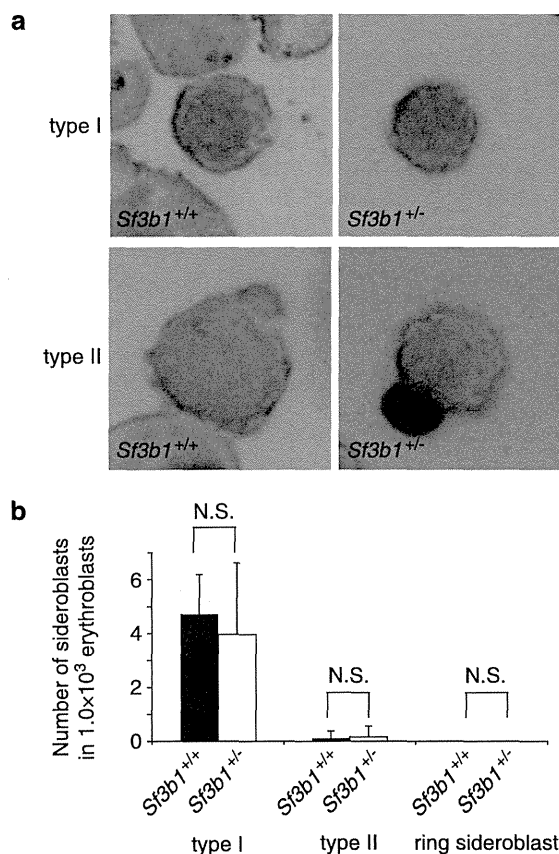 a
type I
Sf3b1+/+
Sf3b1+/-
type II
Sf3b1+/+
Sf3b1+/-
b
Number of sideroblasts
in 1.0×10³ erythroblasts
6
4
2
0
N.S.
N.S.
N.S.
Sf3b1+/+
Sf3b1+/-
Sf3b1+/+
Sf3b1+/-
Sf3b1+/+
Sf3b1+/-
type I
type II
ring sideroblast